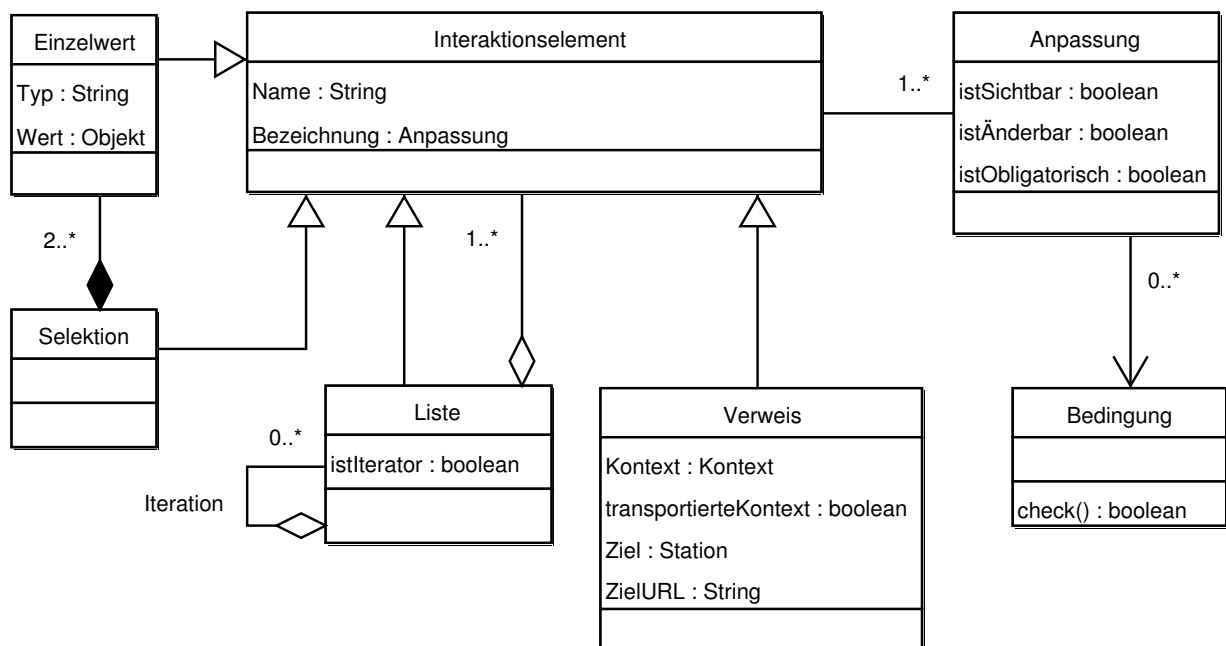 Einzelwert
Typ : String
Wert : Objekt
Interaktionselement
Name : String
Bezeichnung : Anpassung
1..*
Anpassung
istSichtbar : boolean
istÄnderbar : boolean
istObligatorisch : boolean
2..*
1..*
0..*
Selektion
Liste
istIterator : boolean
0..*
Iteration
Verweis
Kontext : Kontext
transportierteKontext : boolean
Ziel : Station
ZielURL : String
Bedingung
check() : boolean